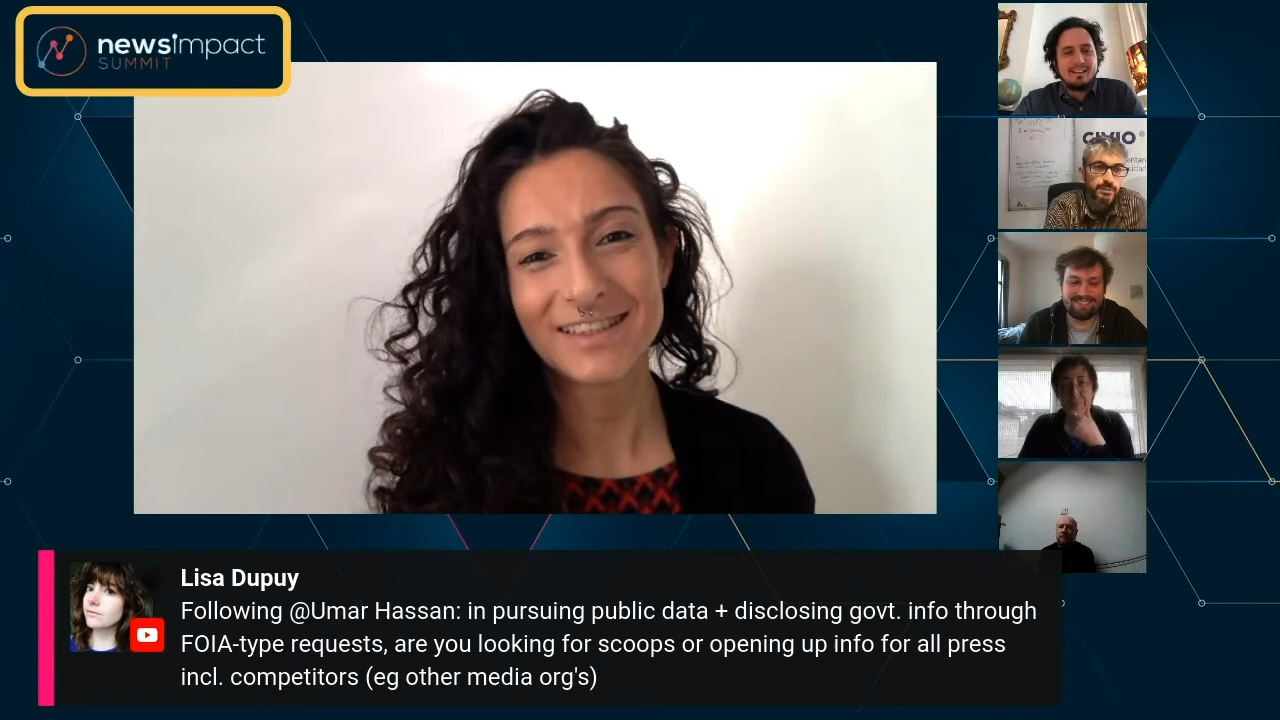 newsimpact
SUMMIT
CIVIO
Lisa Dupuy
Following @Umar Hassan: in pursuing public data + disclosing govt. info through
FOIA-type requests, are you looking for scoops or opening up info for all press
incl. competitors (eg other media org's)